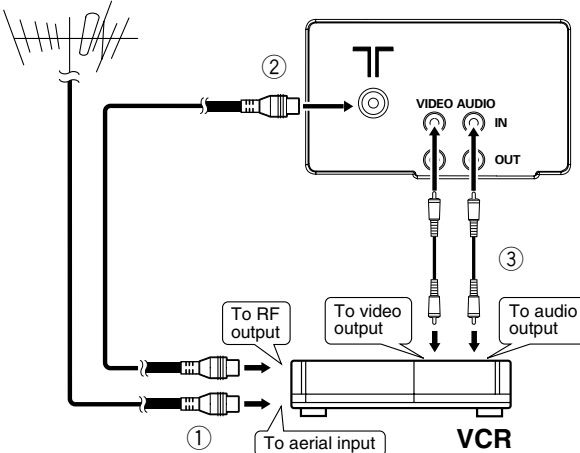 ②
VIDEO AUDIO
IN
OUT
③
To RF
output
To video
output
To audio
output
①
To aerial input
VCR